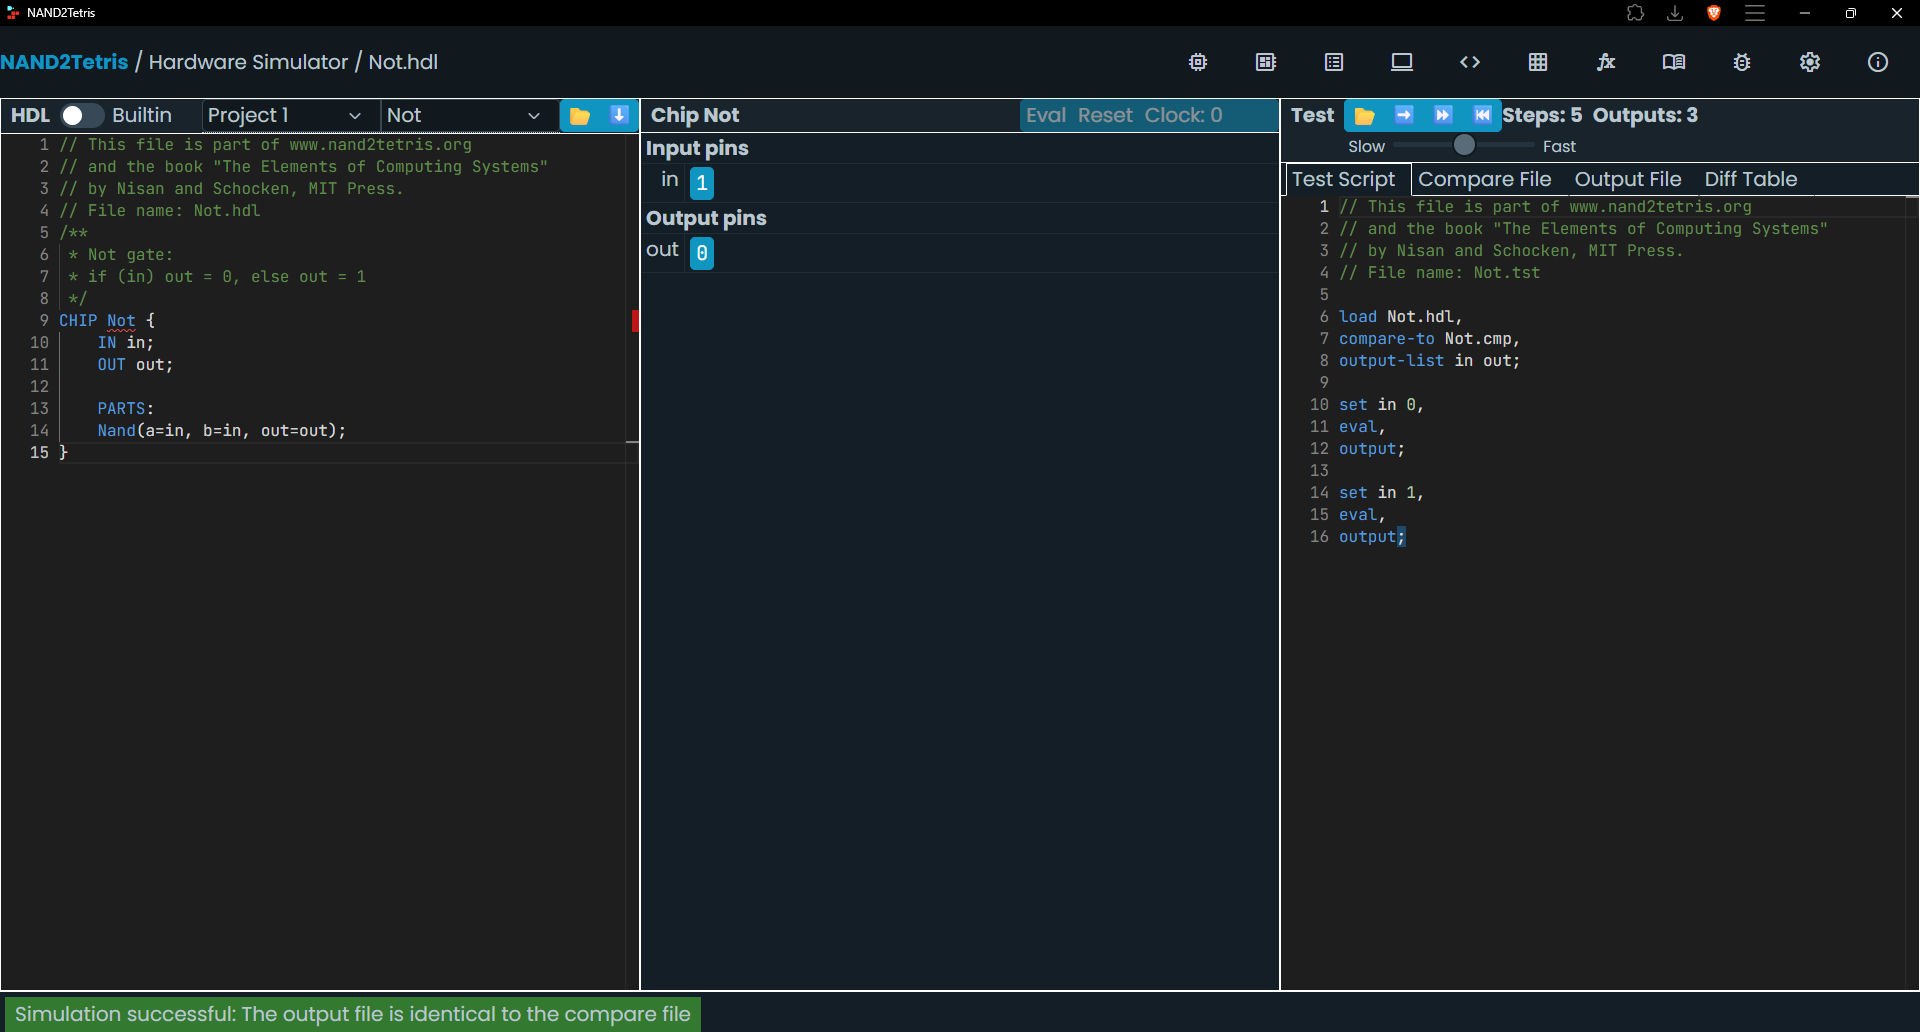 NAND2Tetris
NAND2Tetris / Hardware Simulator / Not.hdl
HDL Builtin Project 1 Not
1 // This file is part of www.nand2tetris.org
2 // and the book "The Elements of Computing Systems"
3 // by Nisan and Schocken, MIT Press.
4 // File name: Not.hdl
5 /**
6 * Not gate:
7 * if (in) out = 0, else out = 1
8 */
9 CHIP Not {
10 IN in;
11 OUT out;
12
13 PARTS:
14 Nand(a=in, b=in, out=out);
15 }
Chip Not Eval Reset Clock: 0
Input pins
in 1
Output pins
out 0
Test Steps: 5 Outputs: 3
Slow Fast
Test Script Compare File Output File Diff Table
1 // This file is part of www.nand2tetris.org
2 // and the book "The Elements of Computing Systems"
3 // by Nisan and Schocken, MIT Press.
4 // File name: Not.tst
5
6 load Not.hdl,
7 compare-to Not.cmp,
8 output-list in out;
9
10 set in 0,
11 eval,
12 output;
13
14 set in 1,
15 eval,
16 output;
Simulation successful: The output file is identical to the compare file